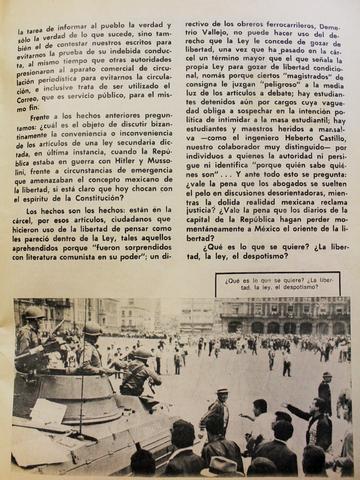 la tarea de informar al pueblo la verdad y
sólo la verdad de lo que sucede, sino tam-
bién el de contestar nuestros escritos para
evitarnos la prueba de su indebida conduc-
ta, al mismo tiempo que otras autoridades
presionaron al aparato comercial de circu-
lación periodística para evitarnos la circula-
ción, e inclusive trata de ser utilizado el
Correo, que es servicio público, para el mis-
mo fin.
Frente a los hechos anteriores pregun-
tamos: ¿cuál es el objeto de discutir bizan-
tinamente la conveniencia o inconveniencia
de los artículos de una ley secundaria dic-
tada, en última instancia, cuando la Repú-
blica estaba en guerra con Hitler y Musso-
lini, frente a circunstancias de emergencia
que amenazaban el concepto mexicano de
la libertad, si está claro que hoy chocan con
el espíritu de la Constitución?
Los hechos son los hechos: están en la
cárcel, por esos artículos, ciudadanos que
hicieron uso de la libertad de pensar como
les pareció dentro de la Ley, tales aquellos
aprehendidos porque "fueron sorprendidos
con literatura comunista en su poder"; un di-
rectivo de los obreros ferrocarrileros, Deme-
trio Vallejo, no puede hacer uso del de-
recho que la Ley le concede de gozar de
libertad, una vez que ha pasado en la cár-
cel un término mayor que el que señala la
propia Ley para gozar de libertad condicio-
nal, nomás porque ciertos "magistrados" de
consigna le juzgan "peligroso" a la media
luz de los artículos a debate; hay estudian-
tes detenidos aún por cargos cuya vague-
dad obliga a sospechar en la intención po-
lítica de intimidar a la masa estudiantil; hay
estudiantes y maestros heridos a mansal-
va —como el ingeniero Heberto Castillo,
nuestro colaborador muy distinguido— por
individuos a quienes la autoridad ni persi-
gue ni identifica "porque quién sabe quié-
nes son"... Y ante todo esto se pregunta:
¿vale la pena que los abogados se suelten
el pelo en discusiones desorientadoras, mien-
tras la dolida realidad mexicana reclama
justicia? ¿Vale la pena que los diarios de la
capital de la República hagan perder mo-
mentáneamente a México el oriente de la li-
bertad?
¿Qué es lo que se quiere? ¿La liber-
tad, la ley, el despotismo?
¿Qué es lo que se quiere? ¿La liber-
tad, la ley, el despotismo?